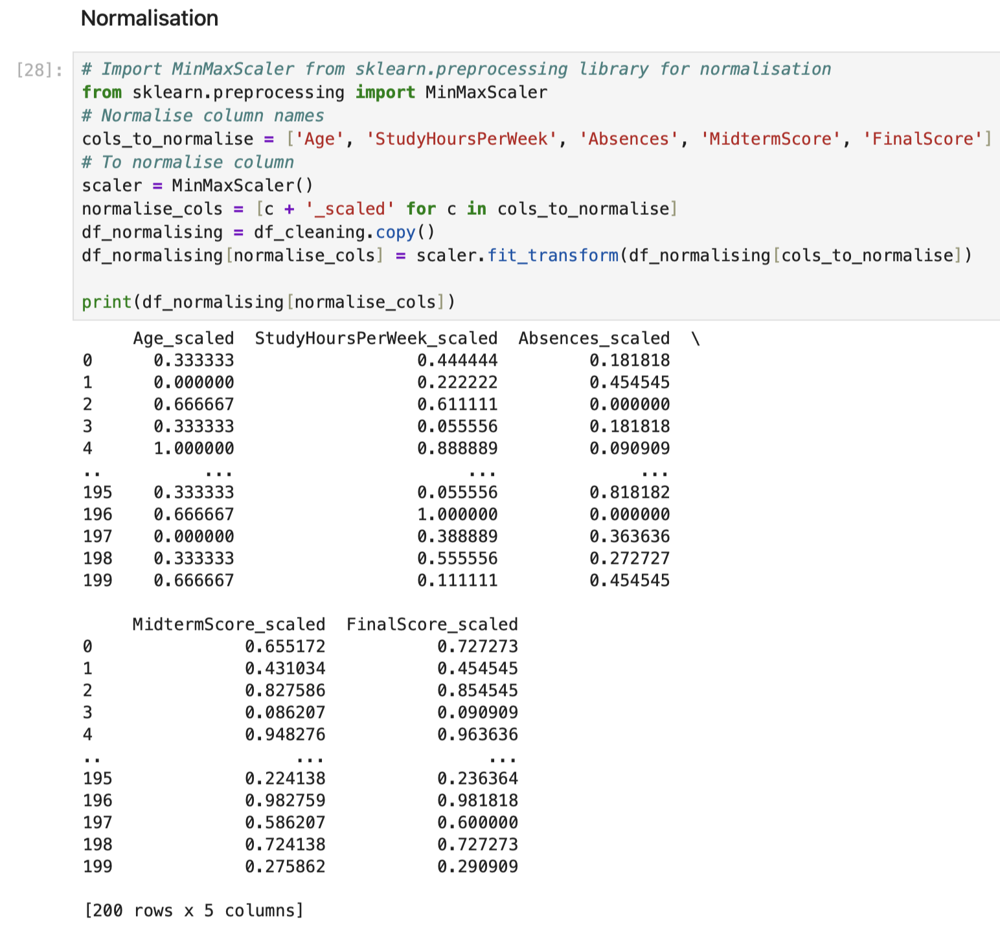 Normalisation
[28]:
# Import MinMaxScaler from sklearn.preprocessing library for normalisation
from sklearn.preprocessing import MinMaxScaler
# Normalise column names
cols_to_normalise = ['Age', 'StudyHoursPerWeek', 'Absences', 'MidtermScore', 'FinalScore']
# To normalise column
scaler = MinMaxScaler()
normalise_cols = [c + '_scaled' for c in cols_to_normalise]
df_normalising = df_cleaning.copy()
df_normalising[normalise_cols] = scaler.fit_transform(df_normalising[cols_to_normalise])

print(df_normalising[normalise_cols])
     Age_scaled  StudyHoursPerWeek_scaled  Absences_scaled  \
0      0.333333                  0.444444         0.181818
1      0.000000                  0.222222         0.454545
2      0.666667                  0.611111         0.000000
3      0.333333                  0.055556         0.181818
4      1.000000                  0.888889         0.090909
..          ...                       ...              ...
195    0.333333                  0.055556         0.818182
196    0.666667                  1.000000         0.000000
197    0.000000                  0.388889         0.363636
198    0.333333                  0.555556         0.272727
199    0.666667                  0.111111         0.454545

     MidtermScore_scaled  FinalScore_scaled
0               0.655172           0.727273
1               0.431034           0.454545
2               0.827586           0.854545
3               0.086207           0.090909
4               0.948276           0.963636
..                   ...                ...
195             0.224138           0.236364
196             0.982759           0.981818
197             0.586207           0.600000
198             0.724138           0.727273
199             0.275862           0.290909

[200 rows x 5 columns]